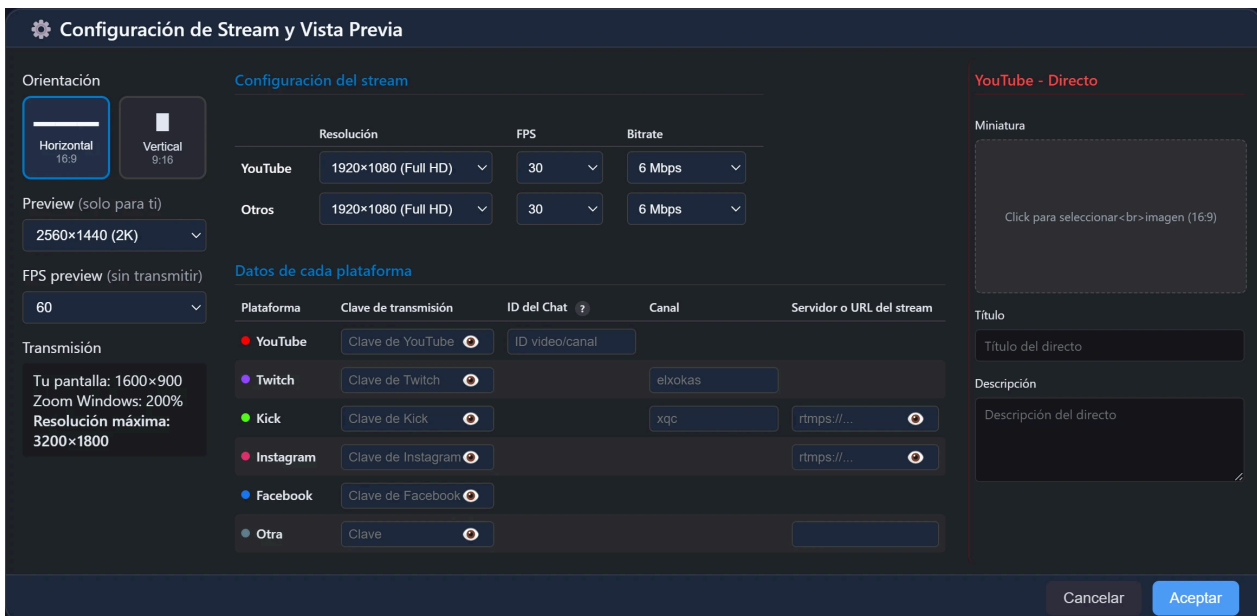 Configuración de Stream y Vista Previa
Orientación
Horizontal
16:9
Vertical
9:16
Preview (solo para ti)
2560×1440 (2K)
FPS preview (sin transmitir)
60
Transmisión
Tu pantalla: 1600×900
Zoom Windows: 200%
Resolución máxima:
3200×1800
Configuración del stream
Resolución FPS Bitrate
YouTube 1920×1080 (Full HD) 30 6 Mbps
Otros 1920×1080 (Full HD) 30 6 Mbps
Datos de cada plataforma
Plataforma Clave de transmisión ID del Chat ? Canal Servidor o URL del stream
YouTube Clave de YouTube ID video/canal
Twitch Clave de Twitch elxokas
Kick Clave de Kick xqc rtmps://...
Instagram Clave de Instagram rtmps://...
Facebook Clave de Facebook
Otra Clave
YouTube - Directo
Miniatura
Click para seleccionar<br>imagen (16:9)
Título
Título del directo
Descripción
Descripción del directo
Cancelar Aceptar